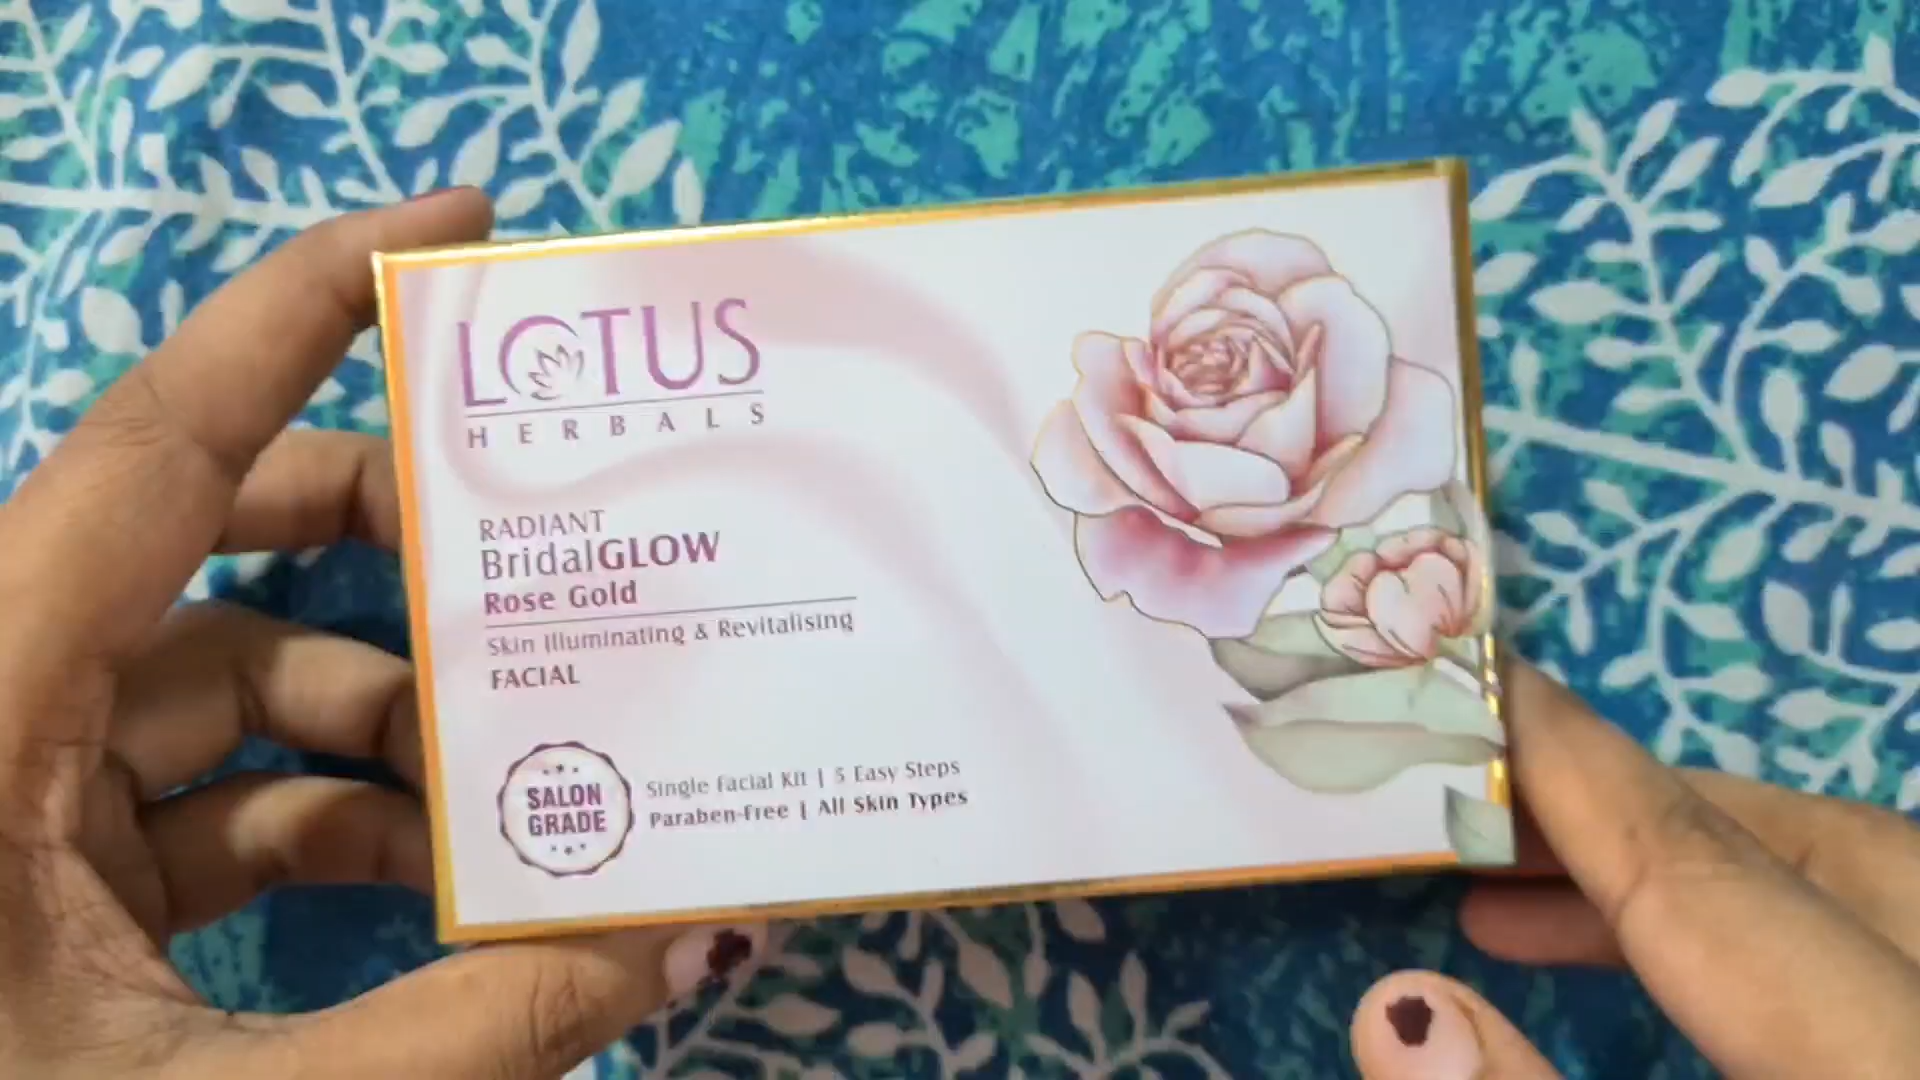 LOTUS
HERBALS
RADIANT
BridalGLOW
Rose Gold
Skin Illuminating & Revitalising
FACIAL
SALON
GRADE
Single Facial Kit | 5 Easy Steps
Paraben-Free | All Skin Types